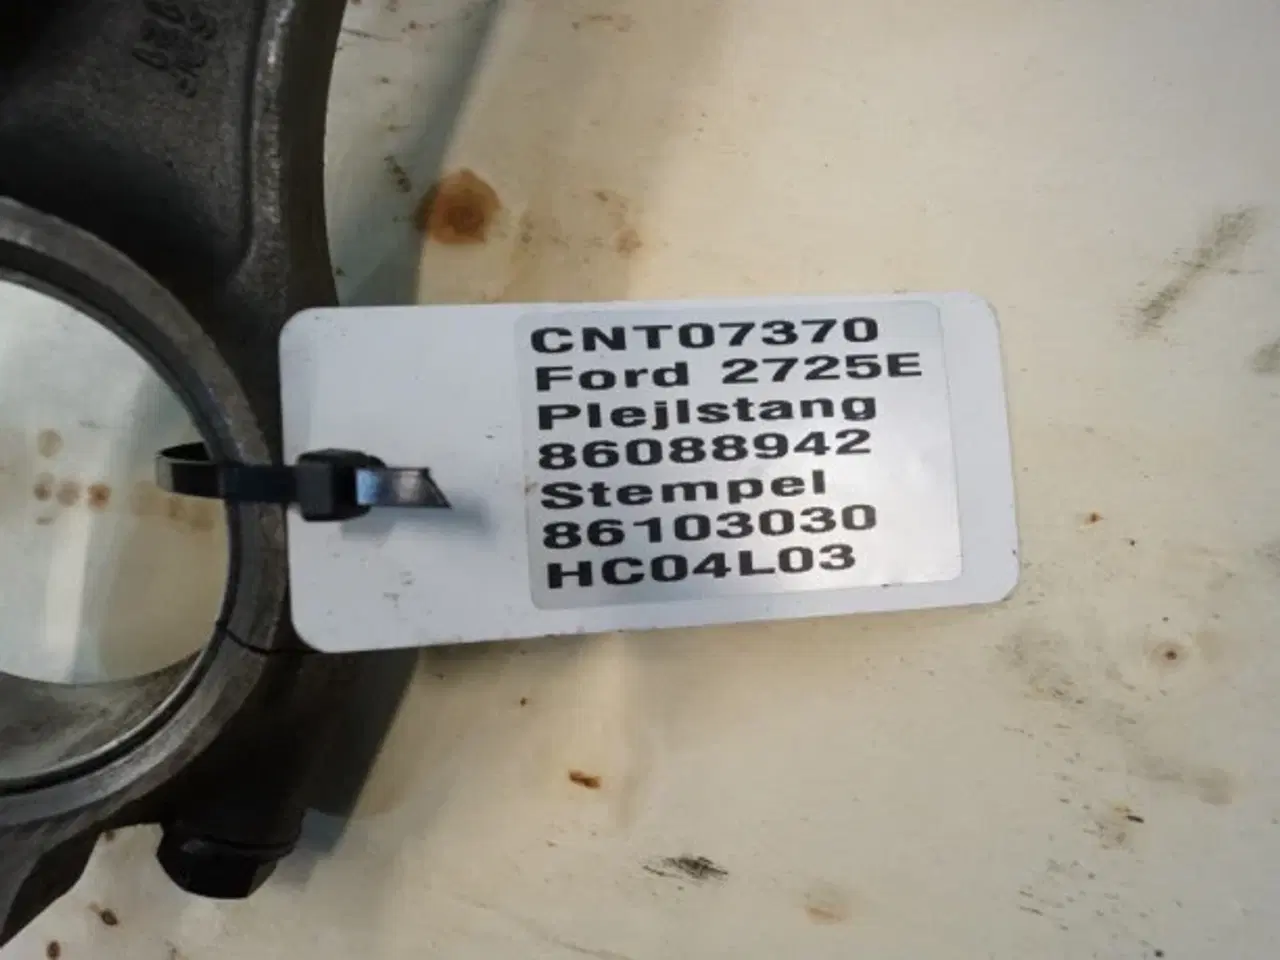 CNT07370
Ford 2725E
Plejlstang
86088942
Stempel
86103030
HC04L03